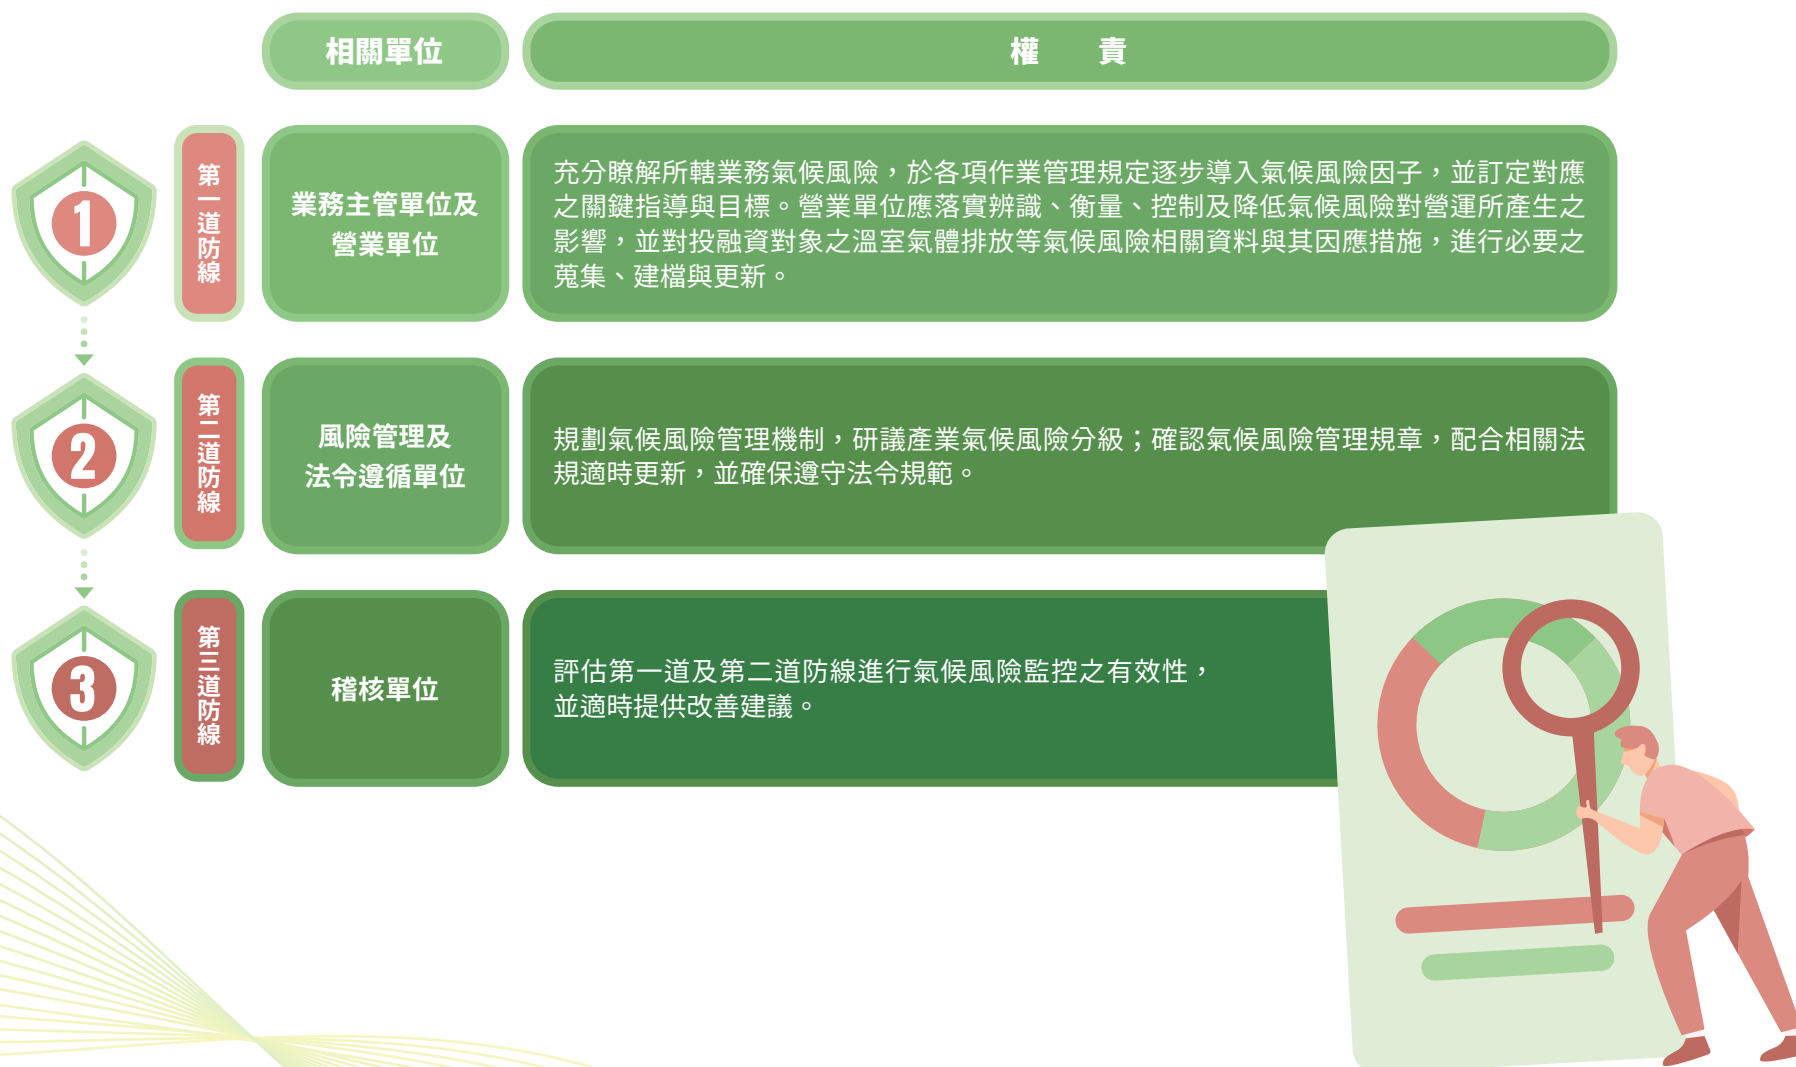 相關單位
權　　責
1
第一道防線
業務主管單位及
營業單位
充分瞭解所轄業務氣候風險，於各項作業管理規定逐步導入氣候風險因子，並訂定對應
之關鍵指導與目標。營業單位應落實辨識、衡量、控制及降低氣候風險對營運所產生之
影響，並對投融資對象之溫室氣體排放等氣候風險相關資料與其因應措施，進行必要之
蒐集、建檔與更新。
2
第二道防線
風險管理及
法令遵循單位
規劃氣候風險管理機制，研議產業氣候風險分級；確認氣候風險管理規章，配合相關法
規適時更新，並確保遵守法令規範。
3
第三道防線
稽核單位
評估第一道及第二道防線進行氣候風險監控之有效性，
並適時提供改善建議。